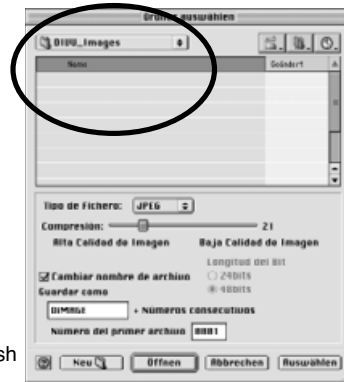 Ordner auswählen
DIVU_Images
Name Geändert
Tipo de Fichero: JPEG
Compresión: 21
Alta Calidad de Imagen Baja Calidad de Imagen
Longitud del Bit
Cambiar nombre de archivo 24bits
Guardar como 48bits
DIMAGE + Números consecutivos
Número del primer archivo 0001
sh
Neu Öffnen Abbrechen Auswählen